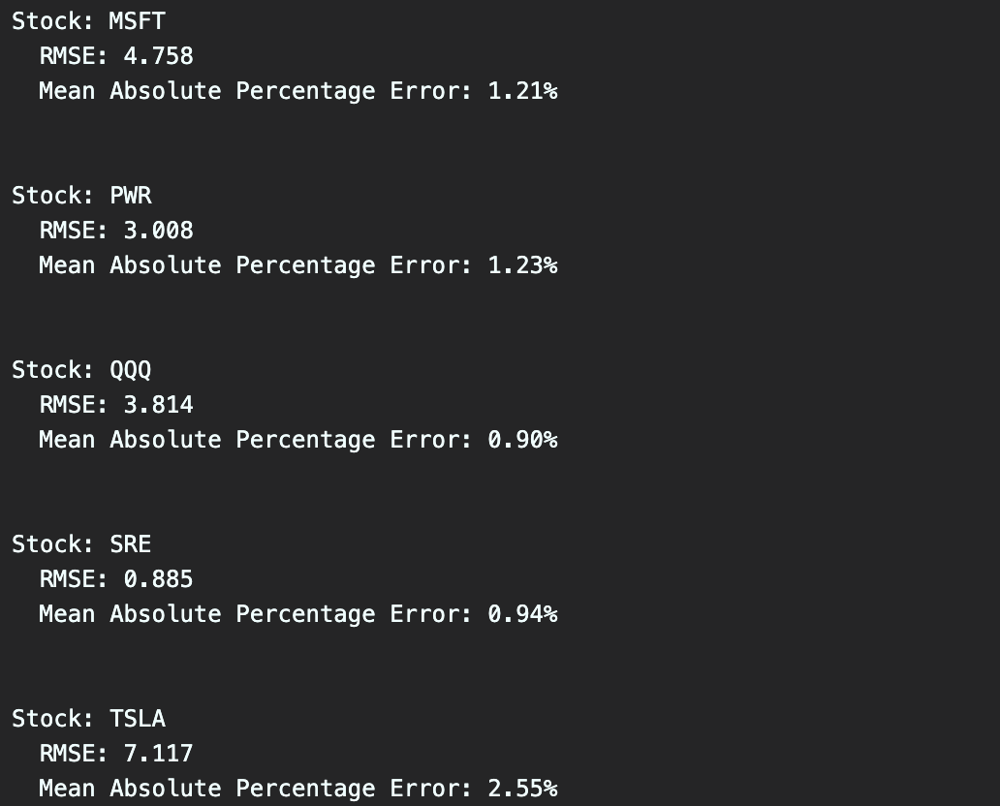 Stock: MSFT
RMSE: 4.758
Mean Absolute Percentage Error: 1.21%
Stock: PWR
RMSE: 3.008
Mean Absolute Percentage Error: 1.23%
Stock: QQQ
RMSE: 3.814
Mean Absolute Percentage Error: 0.90%
Stock: SRE
RMSE: 0.885
Mean Absolute Percentage Error: 0.94%
Stock: TSLA
RMSE: 7.117
Mean Absolute Percentage Error: 2.55%